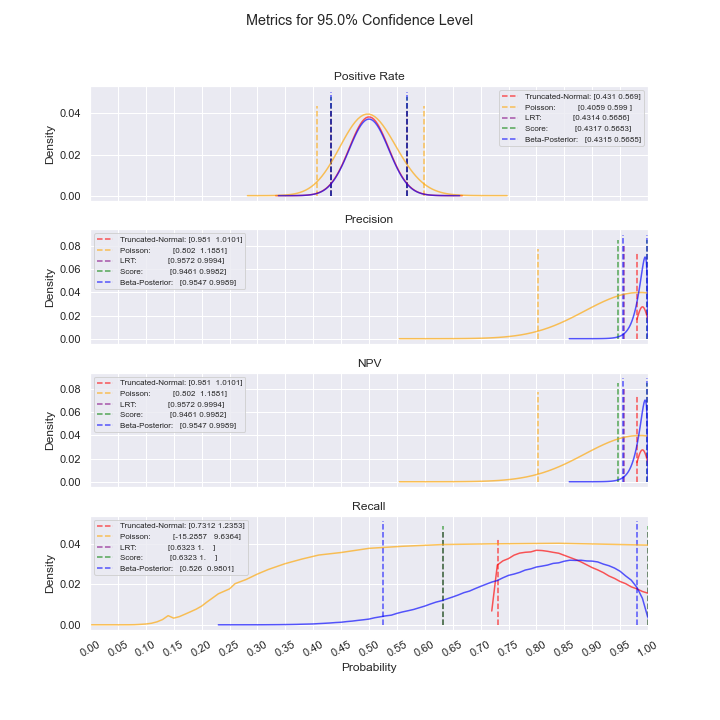 Metrics for 95.0% Confidence Level
Positive Rate
Density
0.04
0.02
0.00
Truncated-Normal: [0.431 0.569]
Poisson: [0.4059 0.599 ]
LRT: [0.4314 0.5686]
Score: [0.4317 0.5683]
Beta-Posterior: [0.4315 0.5685]
Precision
Density
0.08
0.06
0.04
0.02
0.00
Truncated-Normal: [0.981 1.0101]
Poisson: [0.802 1.1881]
LRT: [0.9572 0.9994]
Score: [0.9461 0.9982]
Beta-Posterior: [0.9547 0.9989]
NPV
Density
0.08
0.06
0.04
0.02
0.00
Truncated-Normal: [0.981 1.0101]
Poisson: [0.802 1.1881]
LRT: [0.9572 0.9994]
Score: [0.9461 0.9982]
Beta-Posterior: [0.9547 0.9989]
Recall
Density
0.04
0.02
0.00
Truncated-Normal: [0.7312 1.2353]
Poisson: [-15.2557 9.6364]
LRT: [0.6323 1. ]
Score: [0.6323 1. ]
Beta-Posterior: [0.526 0.9801]
0.00 0.05 0.10 0.15 0.20 0.25 0.30 0.35 0.40 0.45 0.50 0.55 0.60 0.65 0.70 0.75 0.80 0.85 0.90 0.95 1.00
Probability